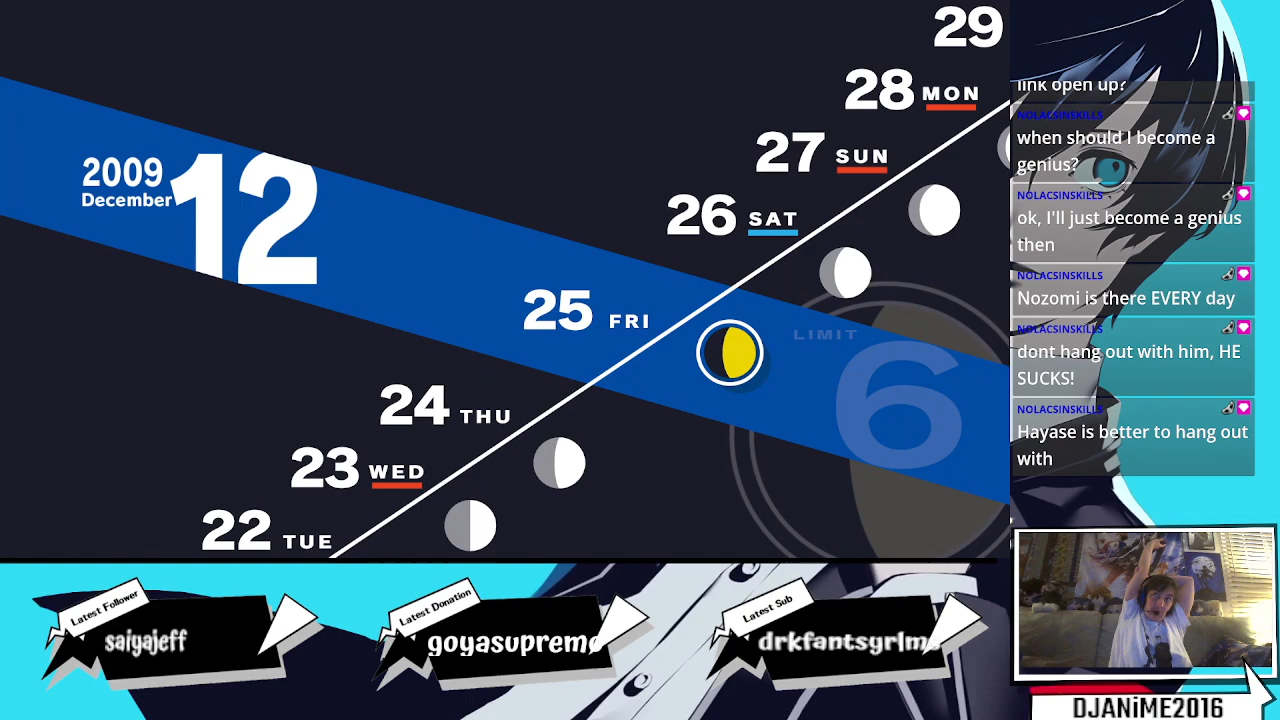 29
28 MON
27 SUN
26 SAT
2009
December
12
25 FRI
LIMIT
6
24 THU
23 WED
22 TUE
link open up?
NOLACSINSKILLS
when should I become a
genius?
NOLACSINSKILLS
ok, I'll just become a genius
then
NOLACSINSKILLS
Nozomi is there EVERY day
NOLACSINSKILLS
dont hang out with him, HE
SUCKS!
NOLACSINSKILLS
Hayase is better to hang out
with
Latest Follower
saiyajeff
Latest Donation
goyasupreme
Latest Sub
drkfantsyrlms
DJANiME2016